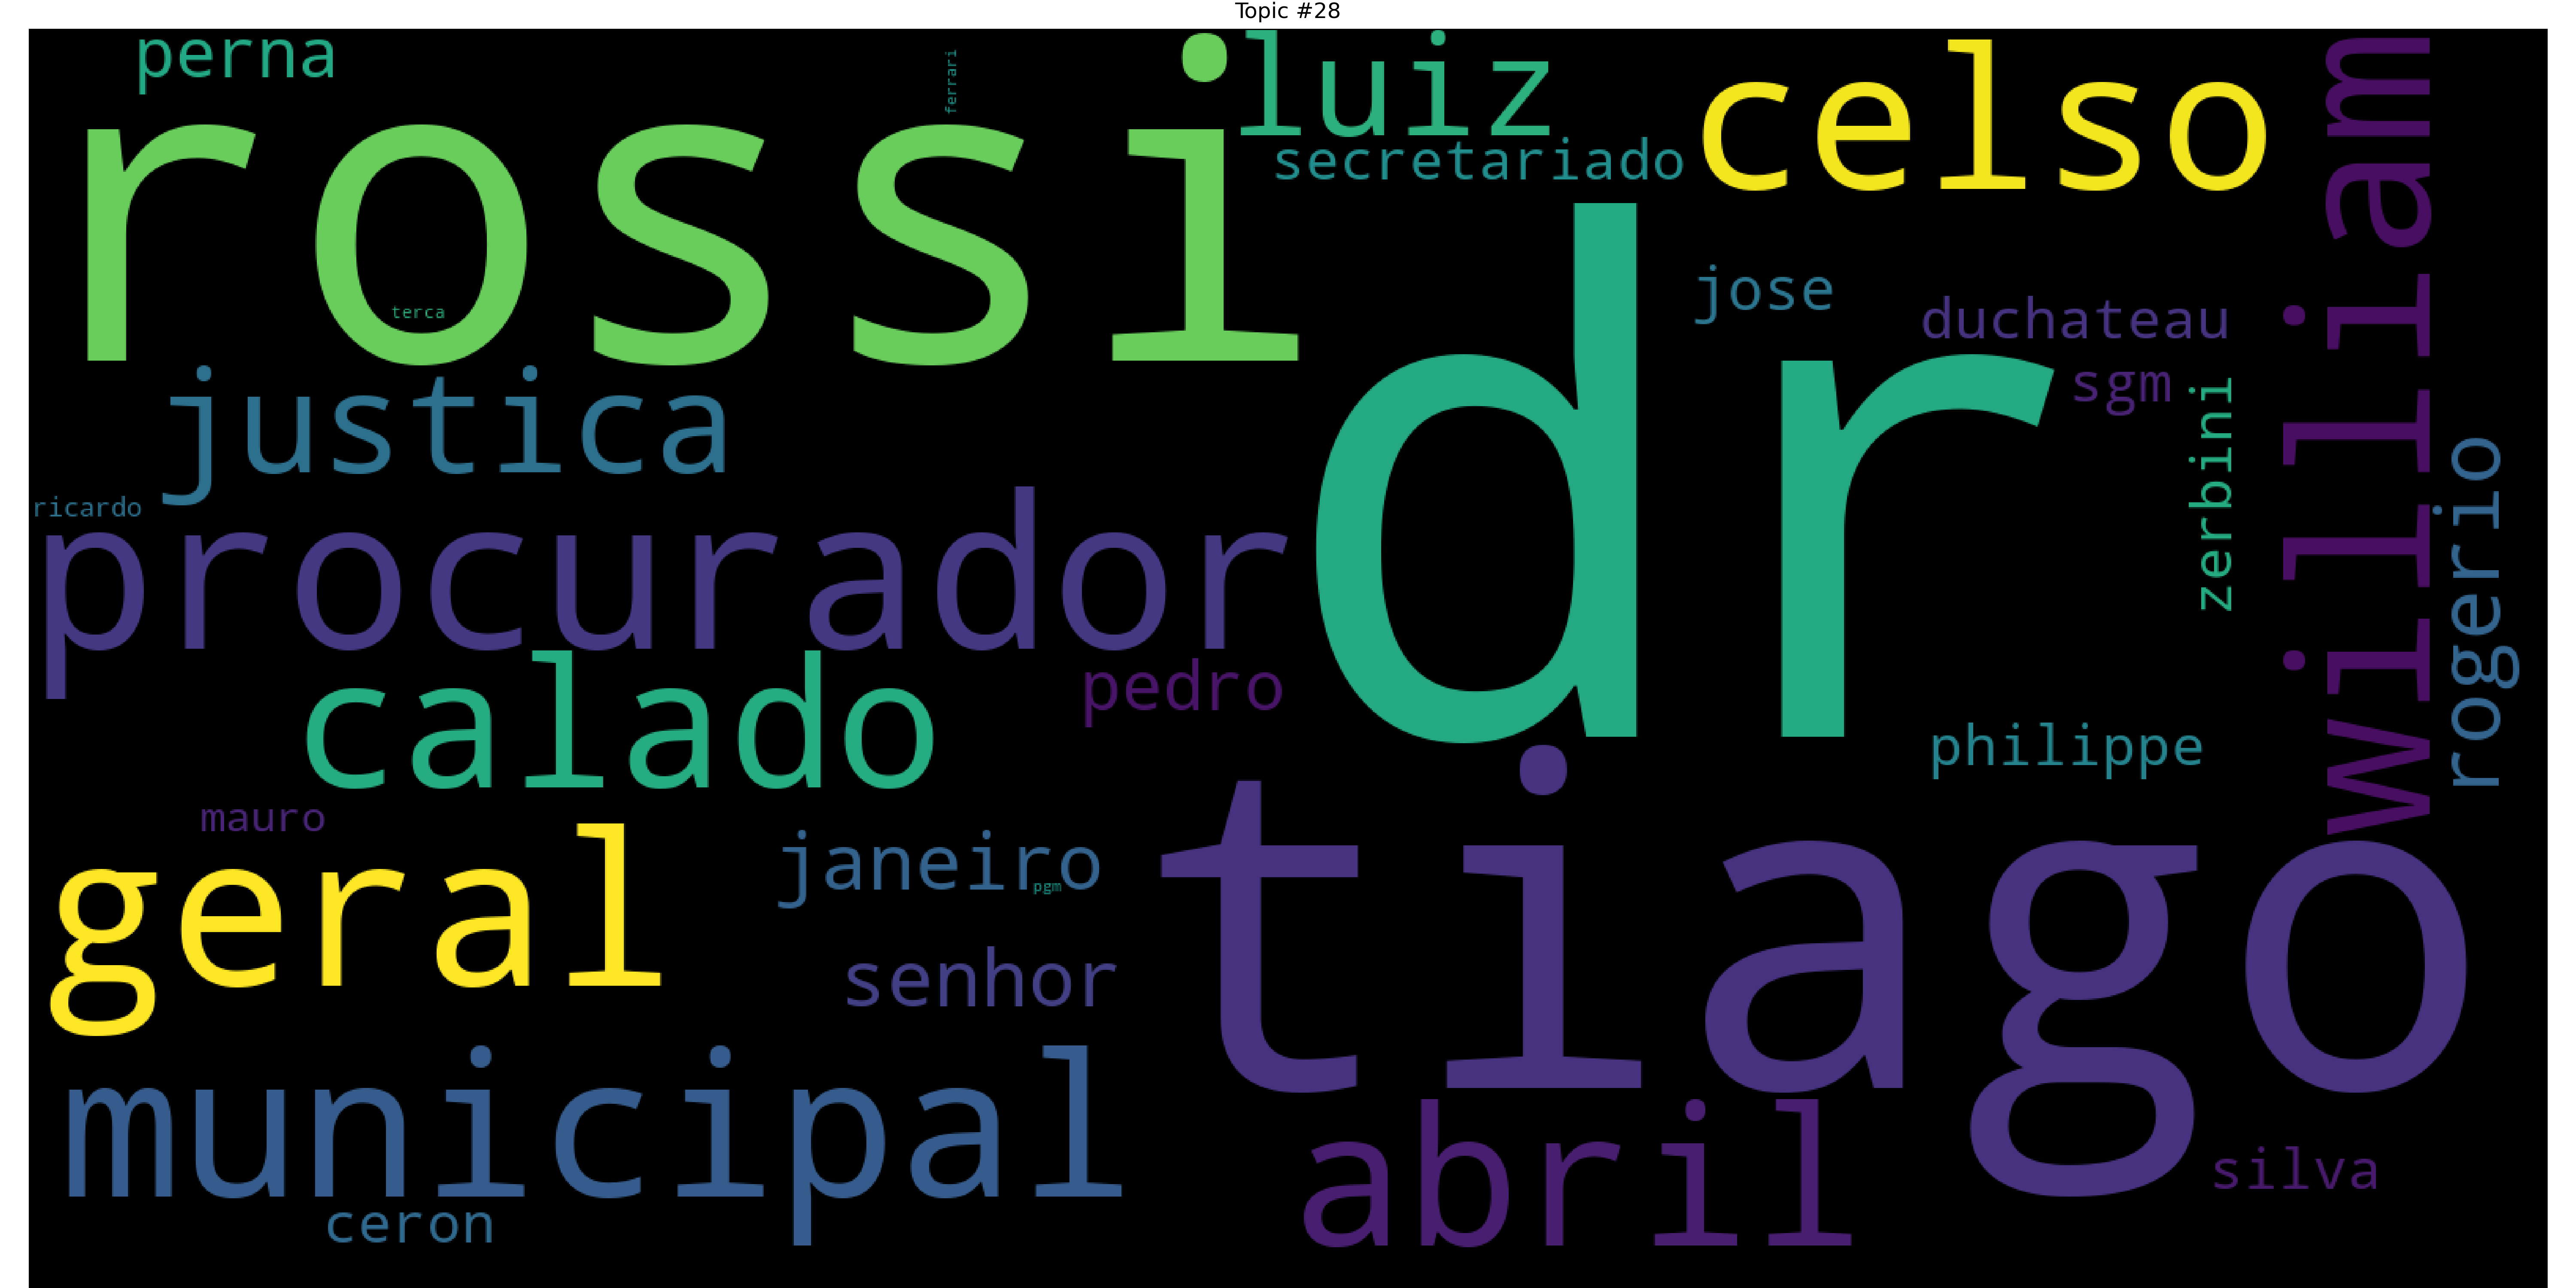 Topic #28
perna
ferrari
luiz
celso
william
rossi
secretariado
terca
jose
duchateau
sgm
zerbini
justica
ricardo
rogerio
procurador
dr
calado
pedro
philippe
mauro
geral
janeiro
pgm
tiago
senhor
municipal
abril
silva
ceron